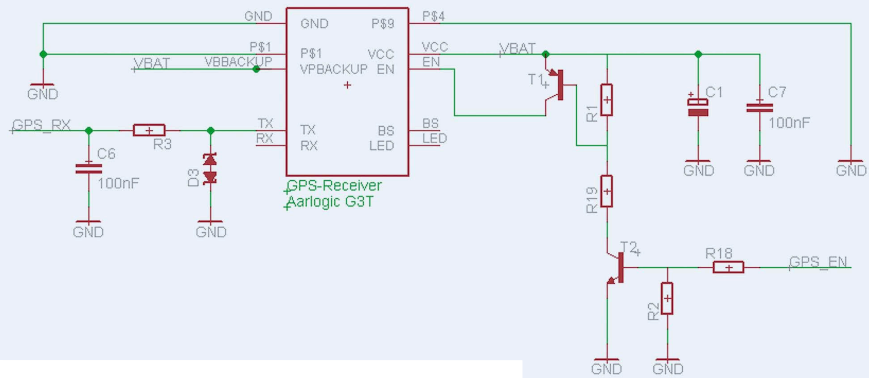 GND
GND
P$9
P$4
P$1
P$1
VCC
VCC
VBAT
VBAT
VBBACKUP
VPBACKUP
EN
EN
T1
R1
C1
C7
100nF
GND
GPS_RX
TX
TX
BS
BS
R3
RX
RX
LED
LED
C6
100nF
D3
GPS-Receiver
Aarlogic G3T
GND
GND
GND
GND
GND
R19
T2
R18
GPS_EN
R2
GND
GND